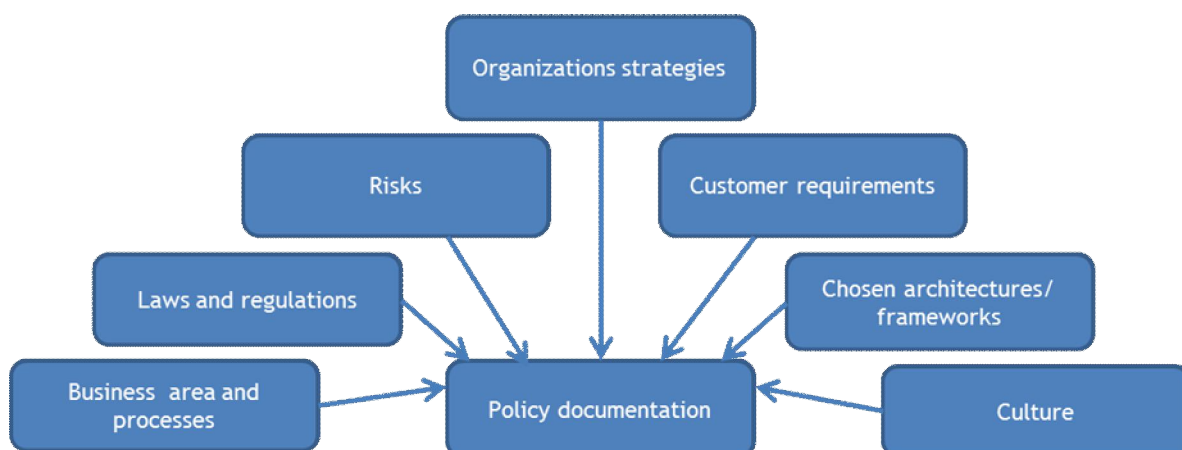 Organizations strategies
Risks
Customer requirements
Laws and regulations
Chosen architectures/
frameworks
Business area and
processes
Policy documentation
Culture